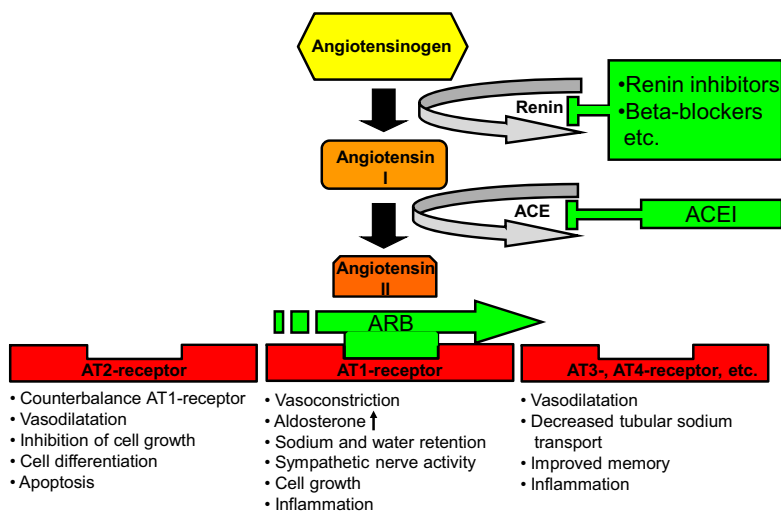 Angiotensinogen
Renin
•Renin inhibitors
•Beta-blockers
etc.
Angiotensin
I
ACE
ACEI
Angiotensin
II
ARB
AT2-receptor
AT1-receptor
AT3-, AT4-receptor, etc.
• Counterbalance AT1-receptor
• Vasodilatation
• Inhibition of cell growth
• Cell differentiation
• Apoptosis
• Vasoconstriction
• Aldosterone
• Sodium and water retention
• Sympathetic nerve activity
• Cell growth
• Inflammation
• Vasodilatation
• Decreased tubular sodium
transport
• Improved memory
• Inflammation